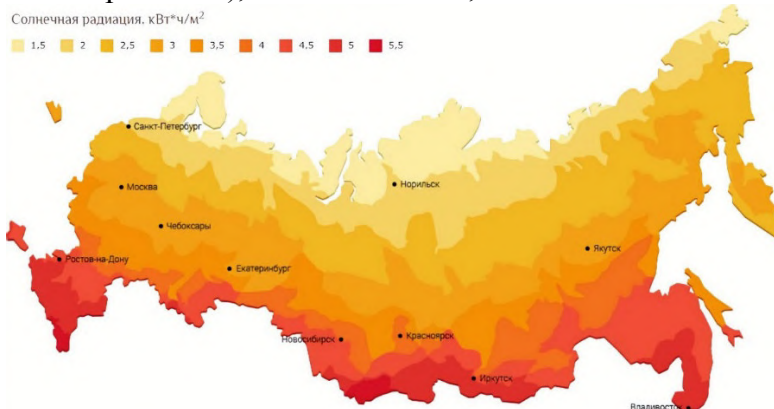 Солнечная радиация. кВт*ч/м²
1,5 2 2,5 3 3,5 4 4,5 5 5,5
Санкт-Петербург
Норильск
Москва
Чебоксары
Якутск
Ростов-на-Дону
Екатеринбург
Новосибирск
Красноярск
Иркутск
Владивосток